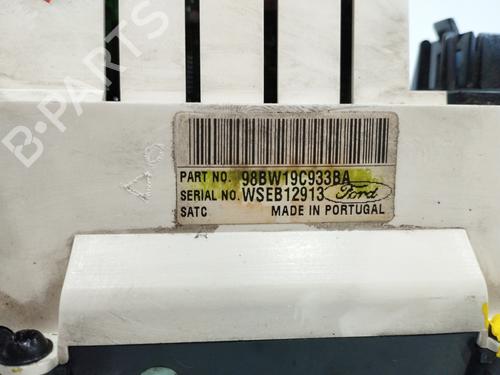 B-PARTS
PART NO. 98BW19C933BA
SERIAL NO. WSEB12913 Ford
SATC MADE IN PORTUGAL